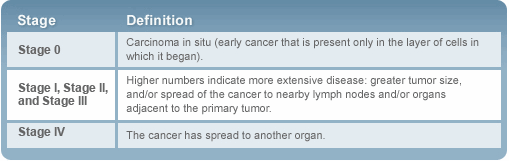 Stage Definition
Stage 0
Carcinoma in situ (early cancer that is present only in the layer of cells in
which it began).
Stage I, Stage II,
and Stage III
Higher numbers indicate more extensive disease: greater tumor size,
and/or spread of the cancer to nearby lymph nodes and/or organs
adjacent to the primary tumor.
Stage IV
The cancer has spread to another organ.